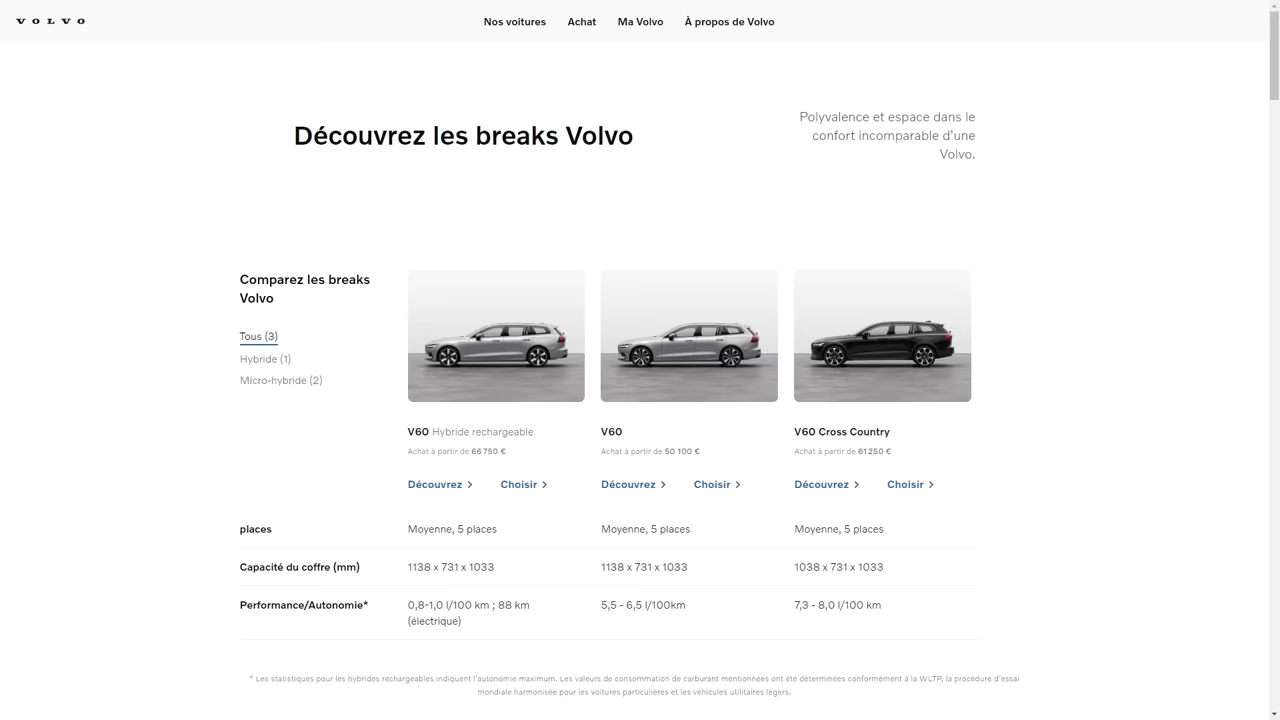 VOLVO
Nos voitures Achat Ma Volvo À propos de Volvo
Découvrez les breaks Volvo
Polyvalence et espace dans le
confort incomparable d'une
Volvo.
Comparez les breaks
Volvo
Tous (3)
Hybride (1)
Micro-hybride (2)
V60 Hybride rechargeable
Achat à partir de 66 750 €
Découvrez
Choisir
V60
Achat à partir de 50 100 €
Découvrez
Choisir
V60 Cross Country
Achat à partir de 61 250 €
Découvrez
Choisir
places
Moyenne, 5 places
Moyenne, 5 places
Moyenne, 5 places
Capacité du coffre (mm)
1138 x 731 x 1033
1138 x 731 x 1033
1038 x 731 x 1033
Performance/Autonomie*
0,8-1,0 l/100 km ; 88 km
(électrique)
5,5 - 6,5 l/100km
7,3 - 8,0 l/100 km
* Les statistiques pour les hybrides rechargeables indiquent l'autonomie maximum. Les valeurs de consommation de carburant mentionnées ont été déterminées conformément à la WLTP, la procédure d'essai
mondiale harmonisée pour les voitures particulières et les véhicules utilitaires légers.